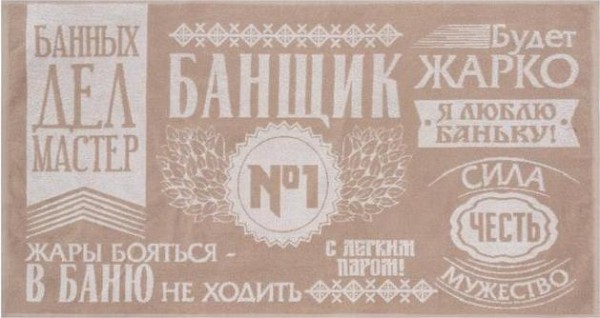 БАННЫХ
ДЕЛ
МАСТЕР
БАНЩИК
№1
Будет
ЖАРКО
Я ЛЮБЛЮ
БАНЬКУ!
СИЛА
ЧЕСТЬ
МУЖЕСТВО
ЖАРЫ БОЯТЬСЯ -
В БАНЮ НЕ ХОДИТЬ
С ЛЕГКИМ
ПАРОМ!